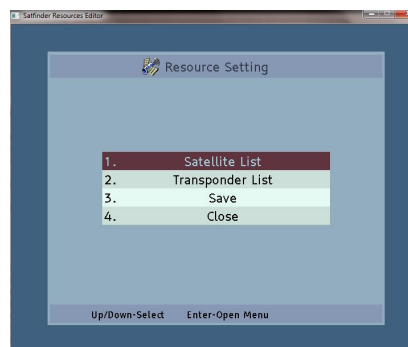 Satfinder Resources Editor
Resource Setting
1. Satellite List
2. Transponder List
3. Save
4. Close
Up/Down-Select Enter-Open Menu